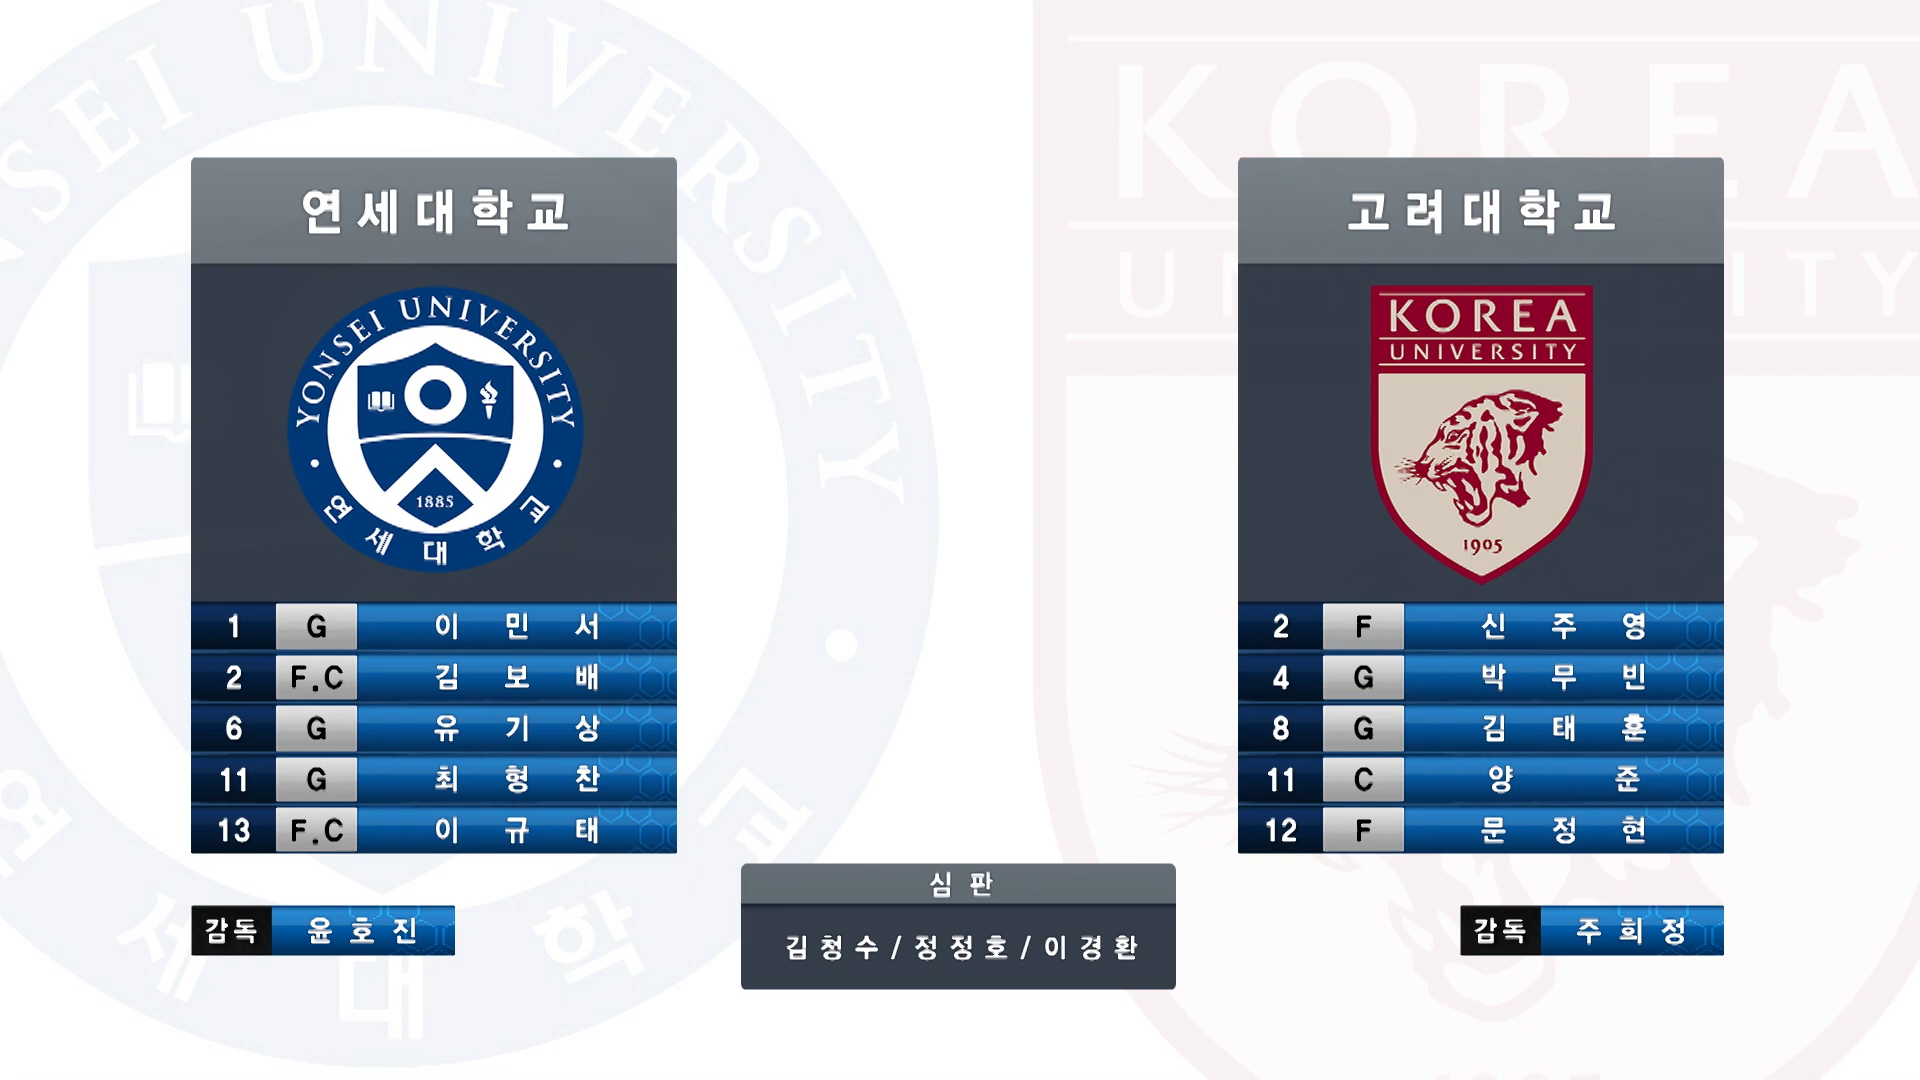 연세대학교
YONSEI UNIVERSITY
1885
연세대학교
1 G 이민서
2 F.C 김보배
6 G 유기상
11 G 최형찬
13 F.C 이규태
감독 윤호진
고려대학교
KOREA
UNIVERSITY
1905
2 F 신주영
4 G 박무빈
8 G 김태훈
11 C 양준
12 F 문정현
감독 주희정
심판
김청수/정정호/이경환